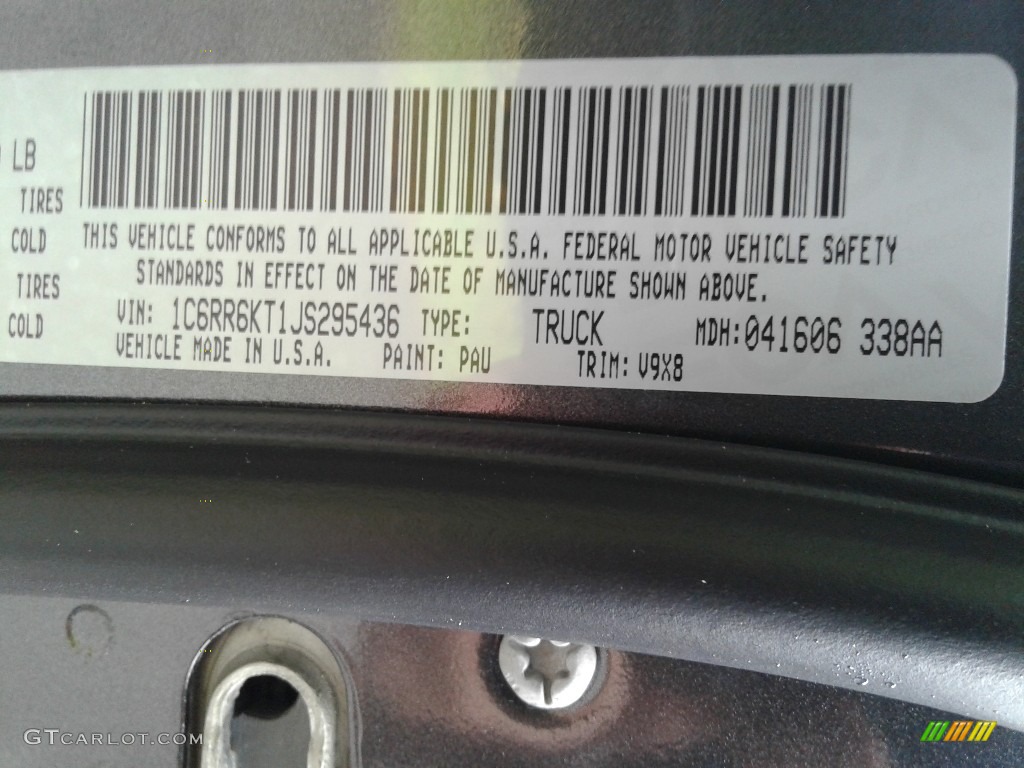 LB
TIRES
COLD
TIRES
COLD
THIS VEHICLE CONFORMS TO ALL APPLICABLE U.S.A. FEDERAL MOTOR VEHICLE SAFETY
STANDARDS IN EFFECT ON THE DATE OF MANUFACTURE SHOWN ABOVE.
VIN: 1C6RR6KT1JS295436 TYPE: TRUCK MDH:041606 338AA
VEHICLE MADE IN U.S.A. PAINT: PAU TRIM: V9X8
GTCARLOT.COM